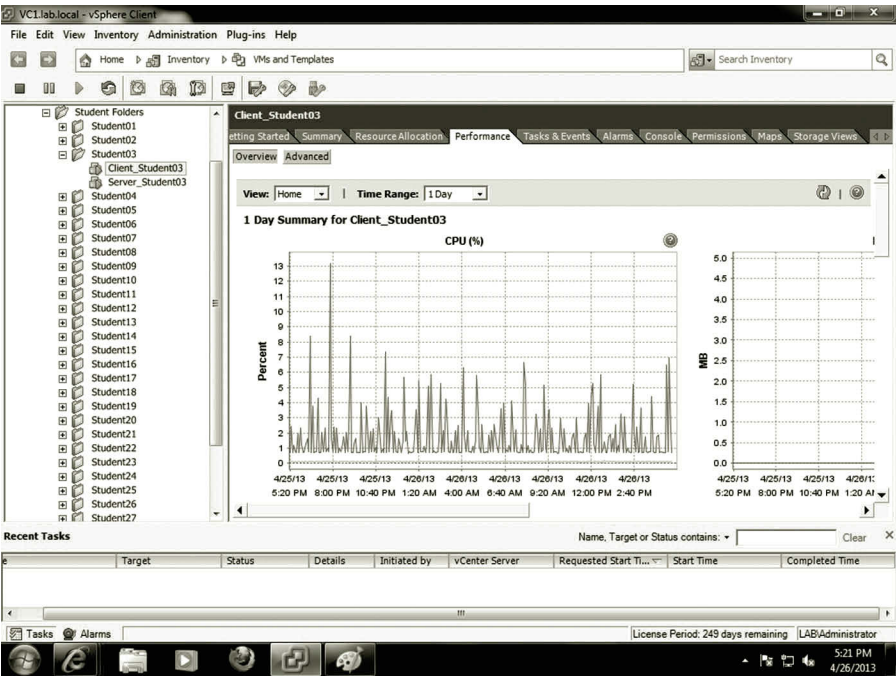 VC1.lab.local - vSphere Client
File Edit View Inventory Administration Plug-ins Help
Home Inventory VMs and Templates Search Inventory
Student Folders
Student01
Student02
Student03
Client_Student03
Server_Student03
Student04
Student05
Student06
Student07
Student08
Student09
Student10
Student11
Student12
Student13
Student14
Student15
Student16
Student17
Student18
Student19
Student20
Student21
Student22
Student23
Student24
Student25
Student26
Student27
Client_Student03
etting Started Summary Resource Allocation Performance Tasks & Events Alarms Console Permissions Maps Storage Views
Overview Advanced
View: Home | Time Range: 1 Day
1 Day Summary for Client_Student03
CPU (%)
Percent
13
12
11
10
9
8
7
6
5
4
3
2
1
0
4/25/13 4/25/13 4/25/13 4/26/13 4/26/13 4/26/13 4/26/13 4/26/13 4/26/13
5:20 PM 8:00 PM 10:40 PM 1:20 AM 4:00 AM 6:40 AM 9:20 AM 12:00 PM 2:40 PM
MB
5.0
4.5
4.0
3.5
3.0
2.5
2.0
1.5
1.0
0.5
0.0
4/25/13 4/25/13 4/25/13 4/26/1
5:20 PM 8:00 PM 10:40 PM 1:20 AM
Recent Tasks
Name, Target or Status contains: Clear
e Target Status Details Initiated by vCenter Server Requested Start Ti... Start Time Completed Time
Tasks Alarms License Period: 249 days remaining LAB\Administrator
5:21 PM
4/26/2013